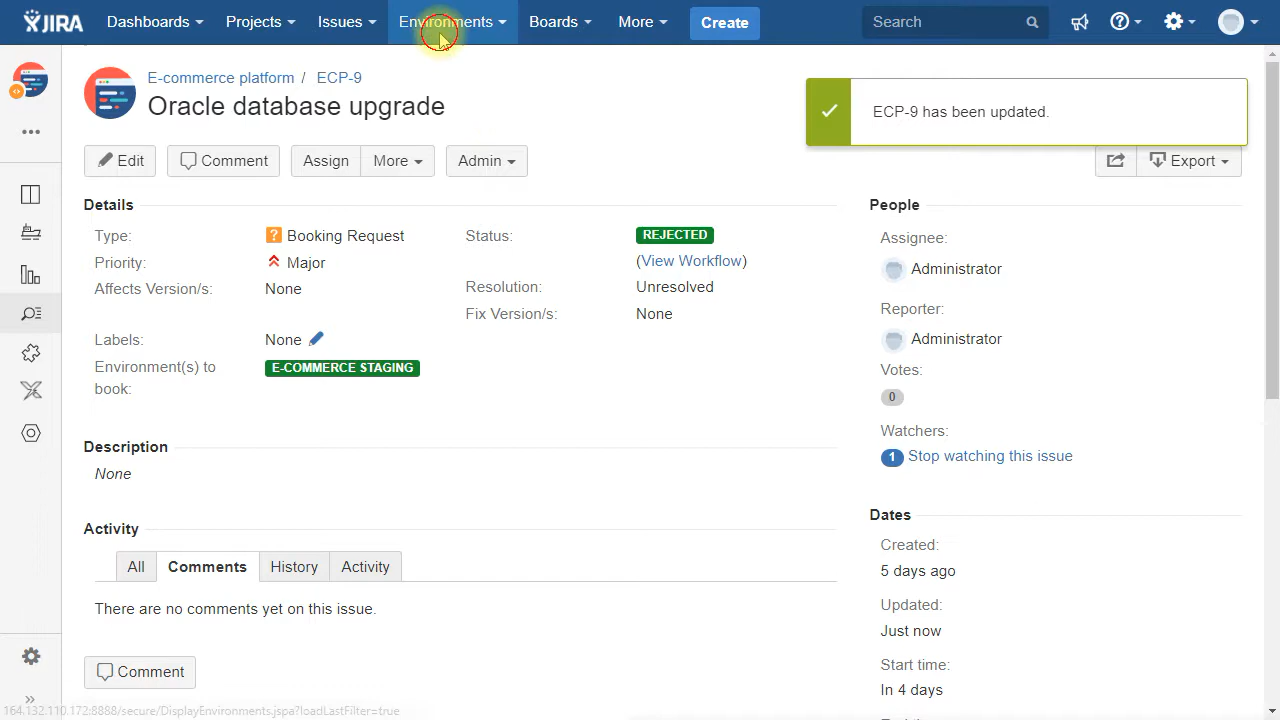 JIRA Dashboards Projects Issues Environments Boards More Create Search
E-commerce platform / ECP-9
Oracle database upgrade
ECP-9 has been updated.
Edit Comment Assign More Admin Export
Details
Type: Booking Request
Priority: Major
Affects Version/s: None
Labels: None
Environment(s) to book: E-COMMERCE STAGING
Status: REJECTED
(View Workflow)
Resolution: Unresolved
Fix Version/s: None
Description
None
Activity
All Comments History Activity
There are no comments yet on this issue.
Comment
People
Assignee:
Administrator
Reporter:
Administrator
Votes:
0
Watchers:
1 Stop watching this issue
Dates
Created:
5 days ago
Updated:
Just now
Start time:
In 4 days
164.132.110.172:8888/secure/DisplayEnvironments.jspa?loadLastFilter=true